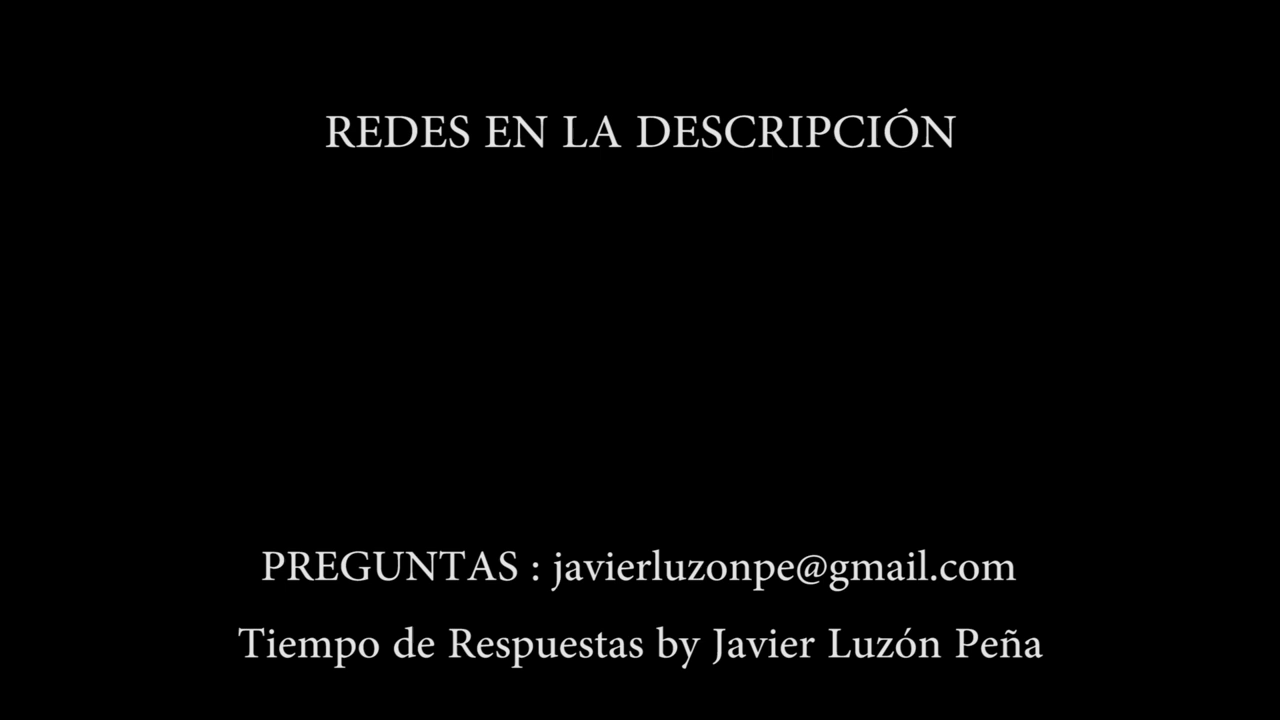 REDES EN LA DESCRIPCIÓN
PREGUNTAS : javierluzonpe@gmail.com
Tiempo de Respuestas by Javier Luzón Peña